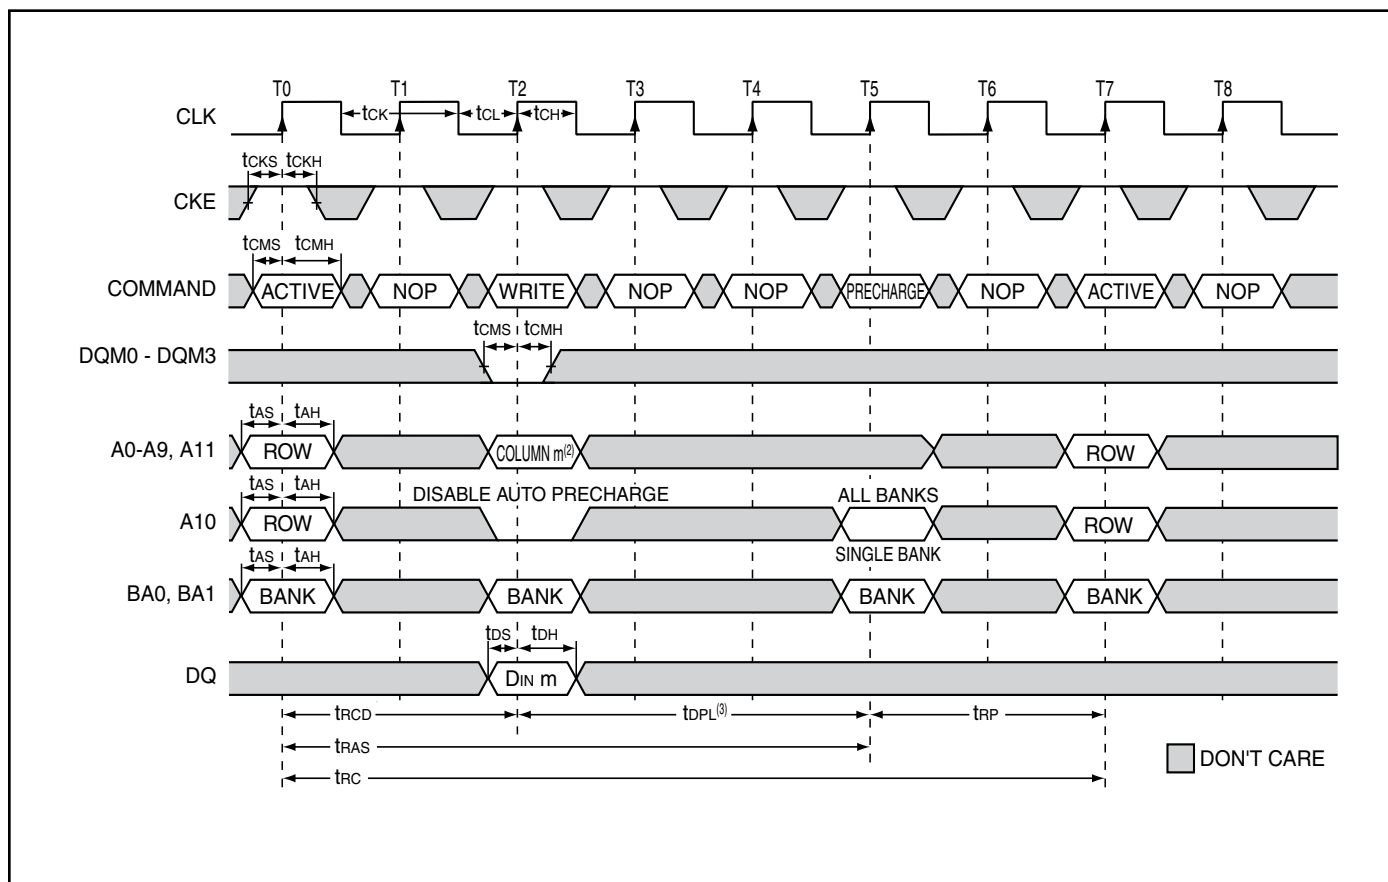 T0 T1 T2 T3 T4 T5 T6 T7 T8
CLK tCK tCL tCH
tCKS tCKH
CKE
tCMS tCMH
COMMAND ACTIVE NOP WRITE NOP NOP PRECHARGE NOP ACTIVE NOP
tCMS tCMH
DQM0 - DQM3
tAS tAH
A0-A9, A11 ROW COLUMN m(2) ROW
tAS tAH DISABLE AUTO PRECHARGE ALL BANKS
A10 ROW ROW
tAS tAH SINGLE BANK
BA0, BA1 BANK BANK BANK BANK
tDS tDH
DQ DIN m
tRCD tDPL(3) tRP
tRAS
DON'T CARE
tRC